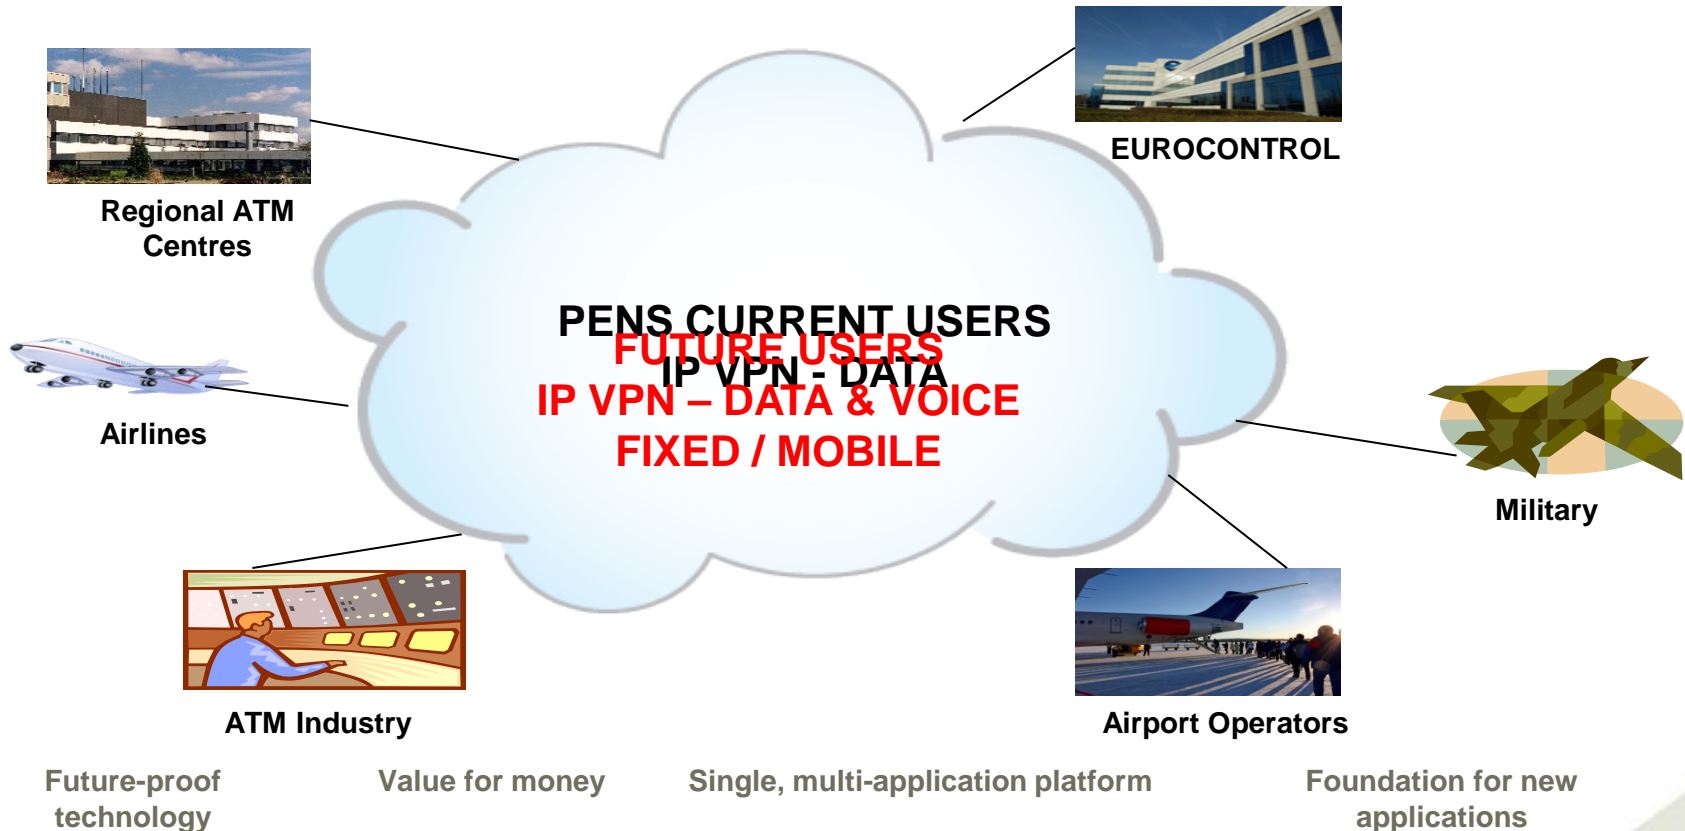 EUROCONTROL
Regional ATM
Centres
PENS CURRENT USERS
IP VPN - DATA
FUTURE USERS
IP VPN – DATA & VOICE
FIXED / MOBILE
Airlines
Military
ATM Industry
Airport Operators
Future-proof
technology
Value for money
Single, multi-application platform
Foundation for new
applications